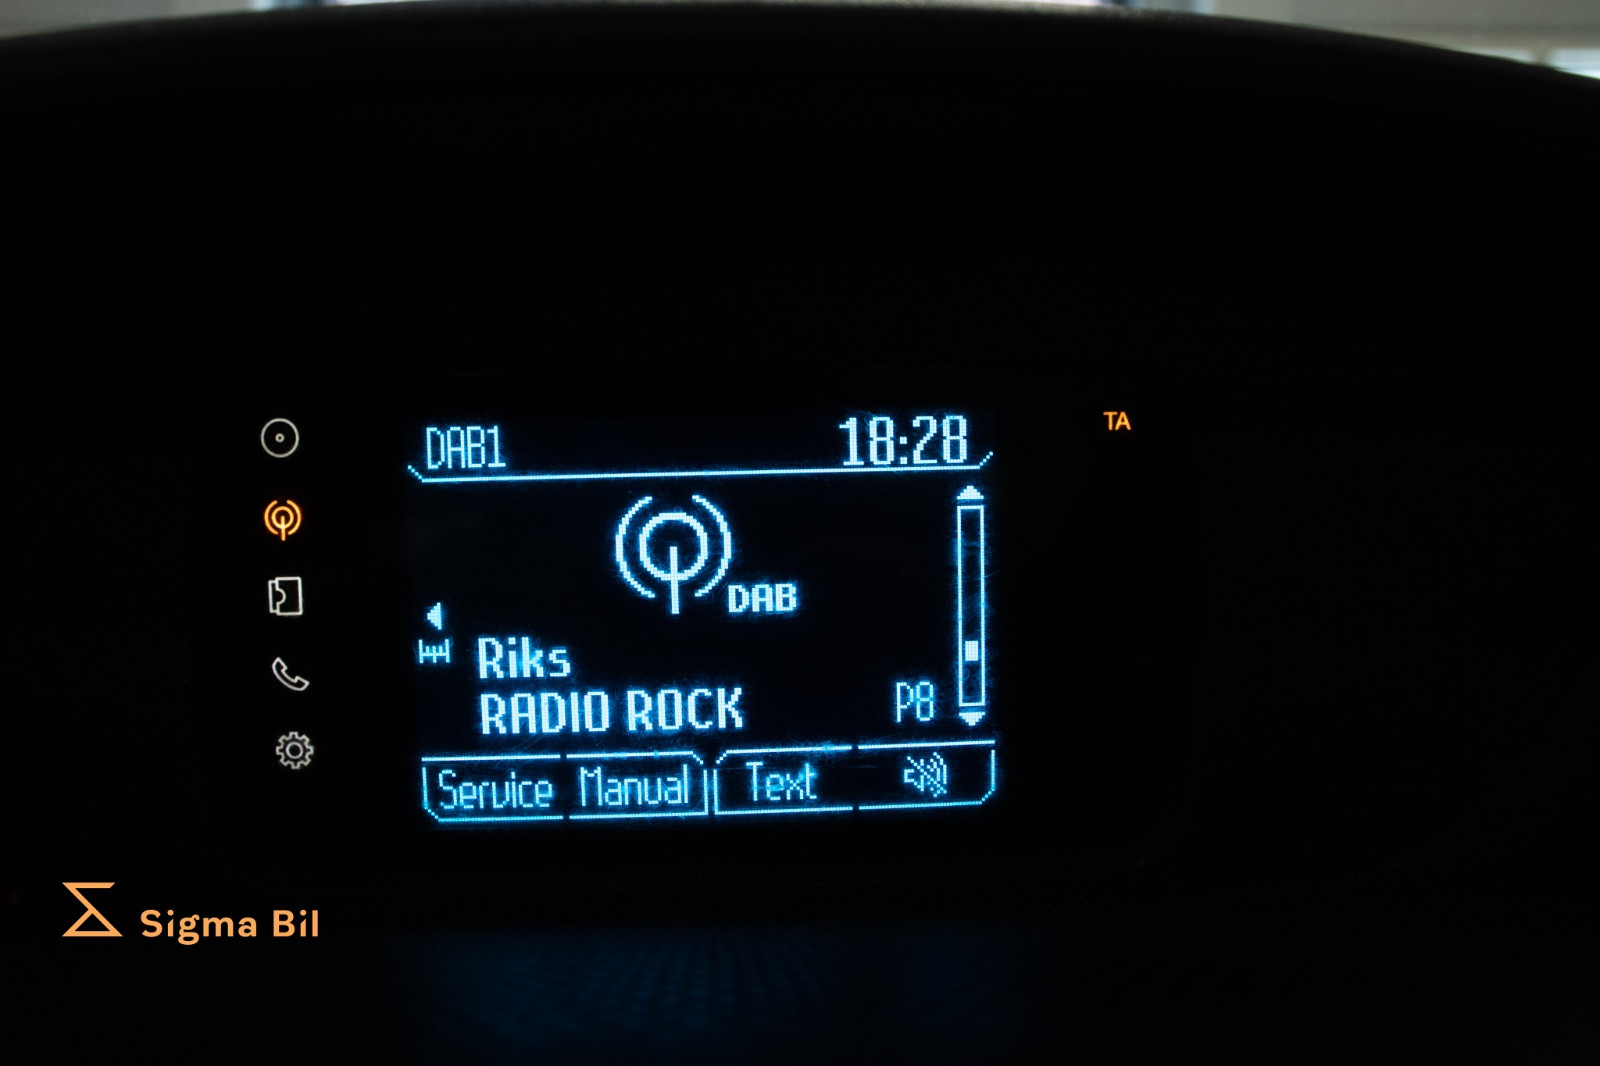 DAB1 18:28
TA
DAB
Riks
RADIO ROCK P8
Service Manual Text
Sigma Bil